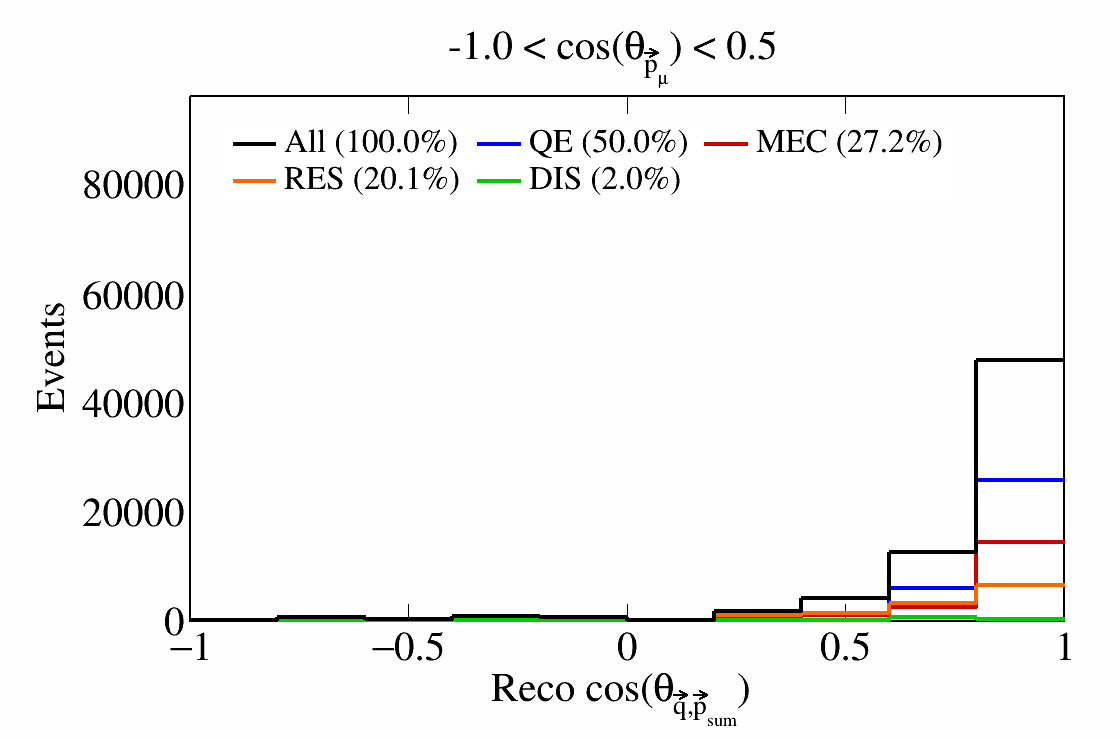 -1.0 < cos(θp⃗μ) < 0.5
All (100.0%) QE (50.0%) MEC (27.2%)
RES (20.1%) DIS (2.0%)
80000
60000
40000
20000
0
Events
−1 −0.5 0 0.5 1
Reco cos(θq⃗,p⃗sum)